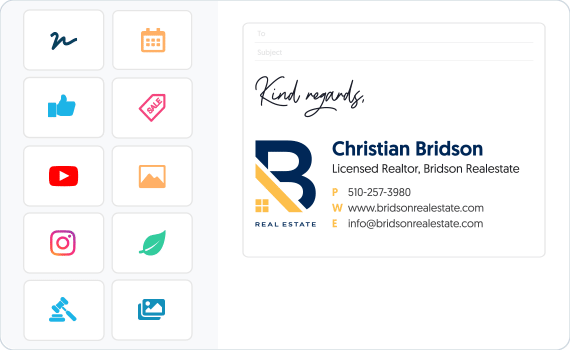 SALE
To
Subject
Kind regards,
Christian Bridson
Licensed Realtor, Bridson Realestate
P 510-257-3980
W www.bridsonrealestate.com
E info@bridsonrealestate.com
B
REAL ESTATE